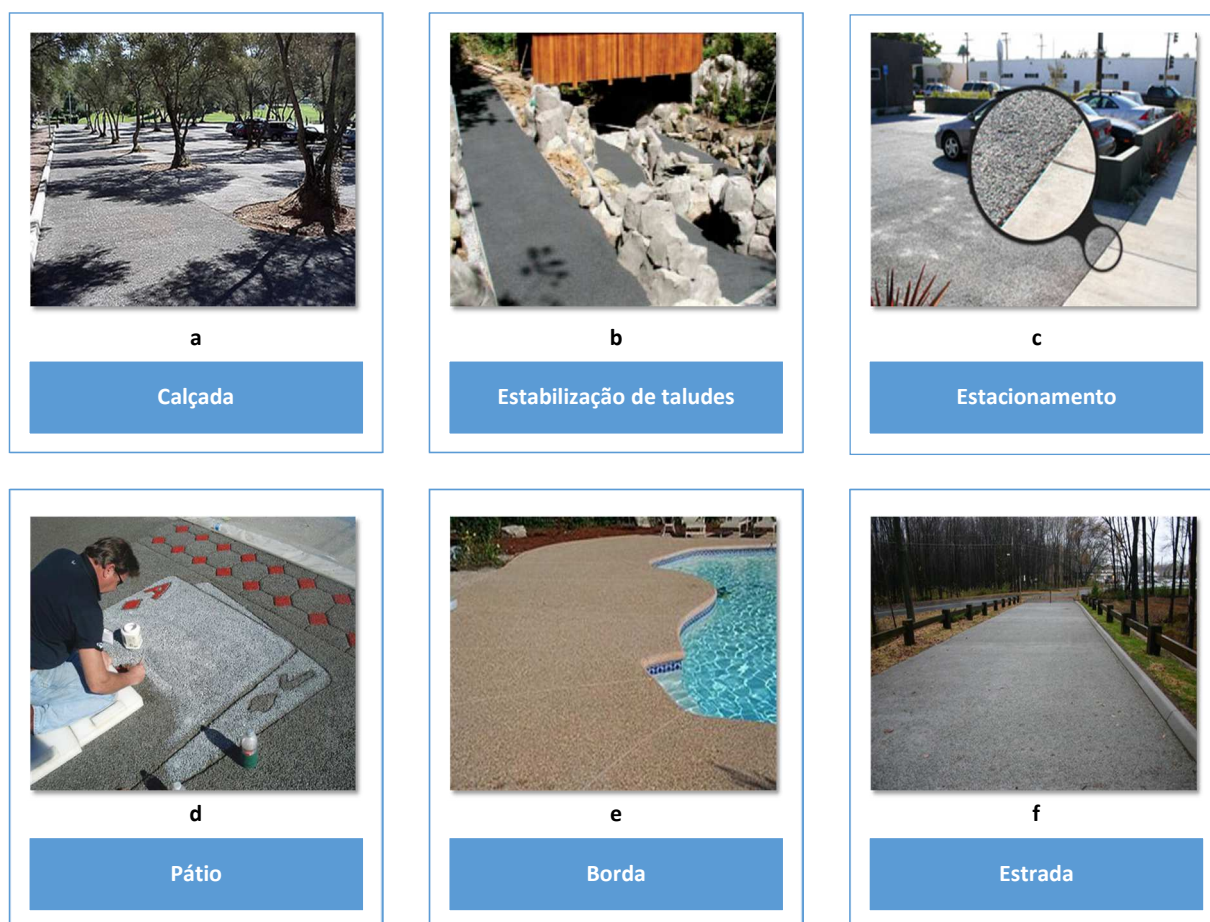 a
Calçada
b
Estabilização de taludes
c
Estacionamento
d
Pátio
e
Borda
f
Estrada